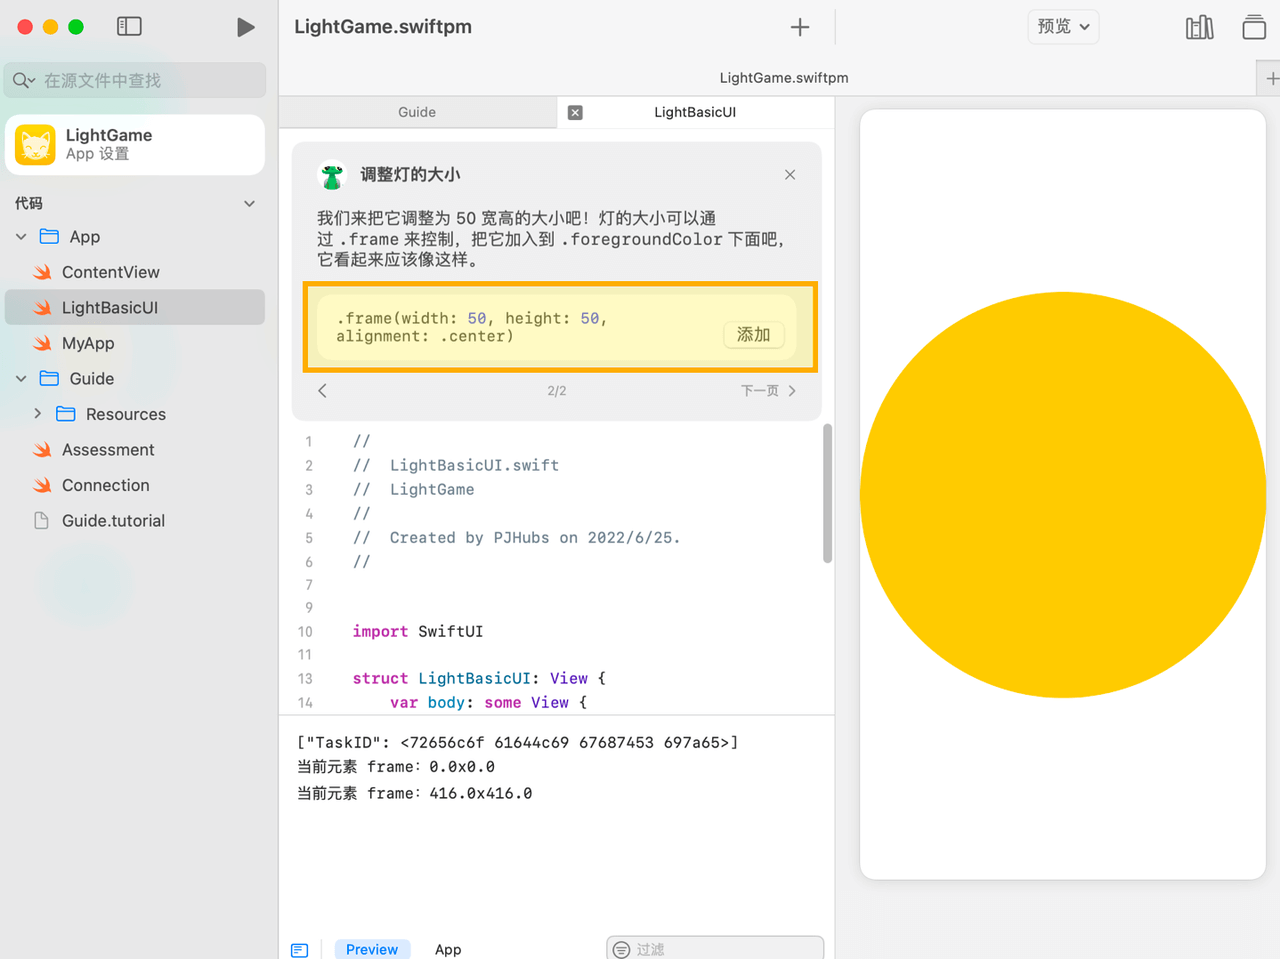 LightGame.swiftpm
预览
在源文件中查找
LightGame.swiftpm
LightGame
App 设置
代码
App
ContentView
LightBasicUI
MyApp
Guide
Resources
Assessment
Connection
Guide.tutorial
Guide
LightBasicUI
调整灯的大小
我们来把它调整为 50 宽高的大小吧！灯的大小可以通
过 .frame 来控制，把它加入到 .foregroundColor 下面吧，
它看起来应该像这样。
.frame(width: 50, height: 50,
alignment: .center)
添加
2/2
下一页
1 //
2 //  LightBasicUI.swift
3 //  LightGame
4 //
5 //  Created by PJHubs on 2022/6/25.
6 //
7
9
10 import SwiftUI
11
13 struct LightBasicUI: View {
14     var body: some View {
["TaskID": <72656c6f 61644c69 67687453 697a65>]
当前元素 frame：0.0x0.0
当前元素 frame：416.0x416.0
Preview
App
过滤